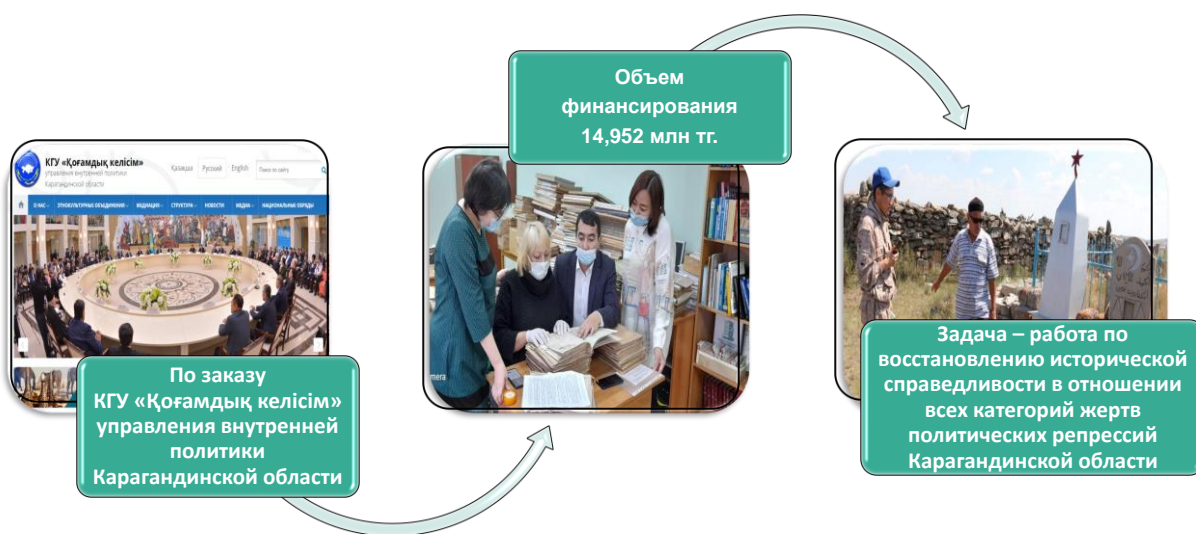 КГУ «Қоғамдық келісім»
управления внутренней политики
Карагандинской области
Қазақша Русский English Поиск по сайту
О НАС ЭТНОКУЛЬТУРНЫЕ ОБЪЕДИНЕНИЯ МЕДИАЦИЯ СТРУКТУРА НОВОСТИ МЕДИА НАЦИОНАЛЬНЫЕ ОБРЯДЫ
По заказу
КГУ «Қоғамдық келісім»
управления внутренней
политики
Карагандинской области
Объем
финансирования
14,952 млн тг.
mera
Задача – работа по
восстановлению исторической
справедливости в отношении
всех категорий жертв
политических репрессий
Карагандинской области